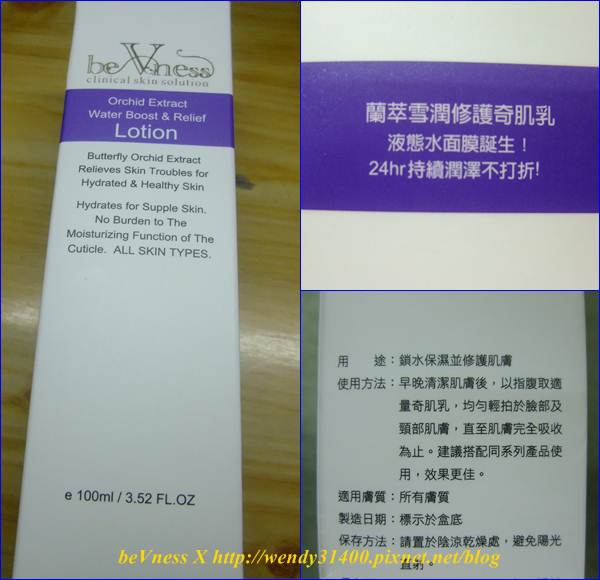 beVness
clinical skin solution
Orchid Extract
Water Boost & Relief
Lotion
Butterfly Orchid Extract
Relieves Skin Troubles for
Hydrated & Healthy Skin
Hydrates for Supple Skin.
No Burden to The
Moisturizing Function of The
Cuticle. ALL SKIN TYPES.
e 100ml / 3.52 FL.OZ
蘭萃雪潤修護奇肌乳
液態水面膜誕生！
24hr持續潤澤不打折!
用　途：鎖水保濕並修護肌膚
使用方法：早晚清潔肌膚後，以指腹取適
量奇肌乳，均勻輕拍於臉部及
頸部肌膚，直至肌膚完全吸收
為止。建議搭配同系列產品使
用，效果更佳。
適用膚質：所有膚質
製造日期：標示於盒底
保存方法：請置於陰涼乾燥處，避免陽光
直射。
beVness X http://wendy31400.pixnet.net/blog